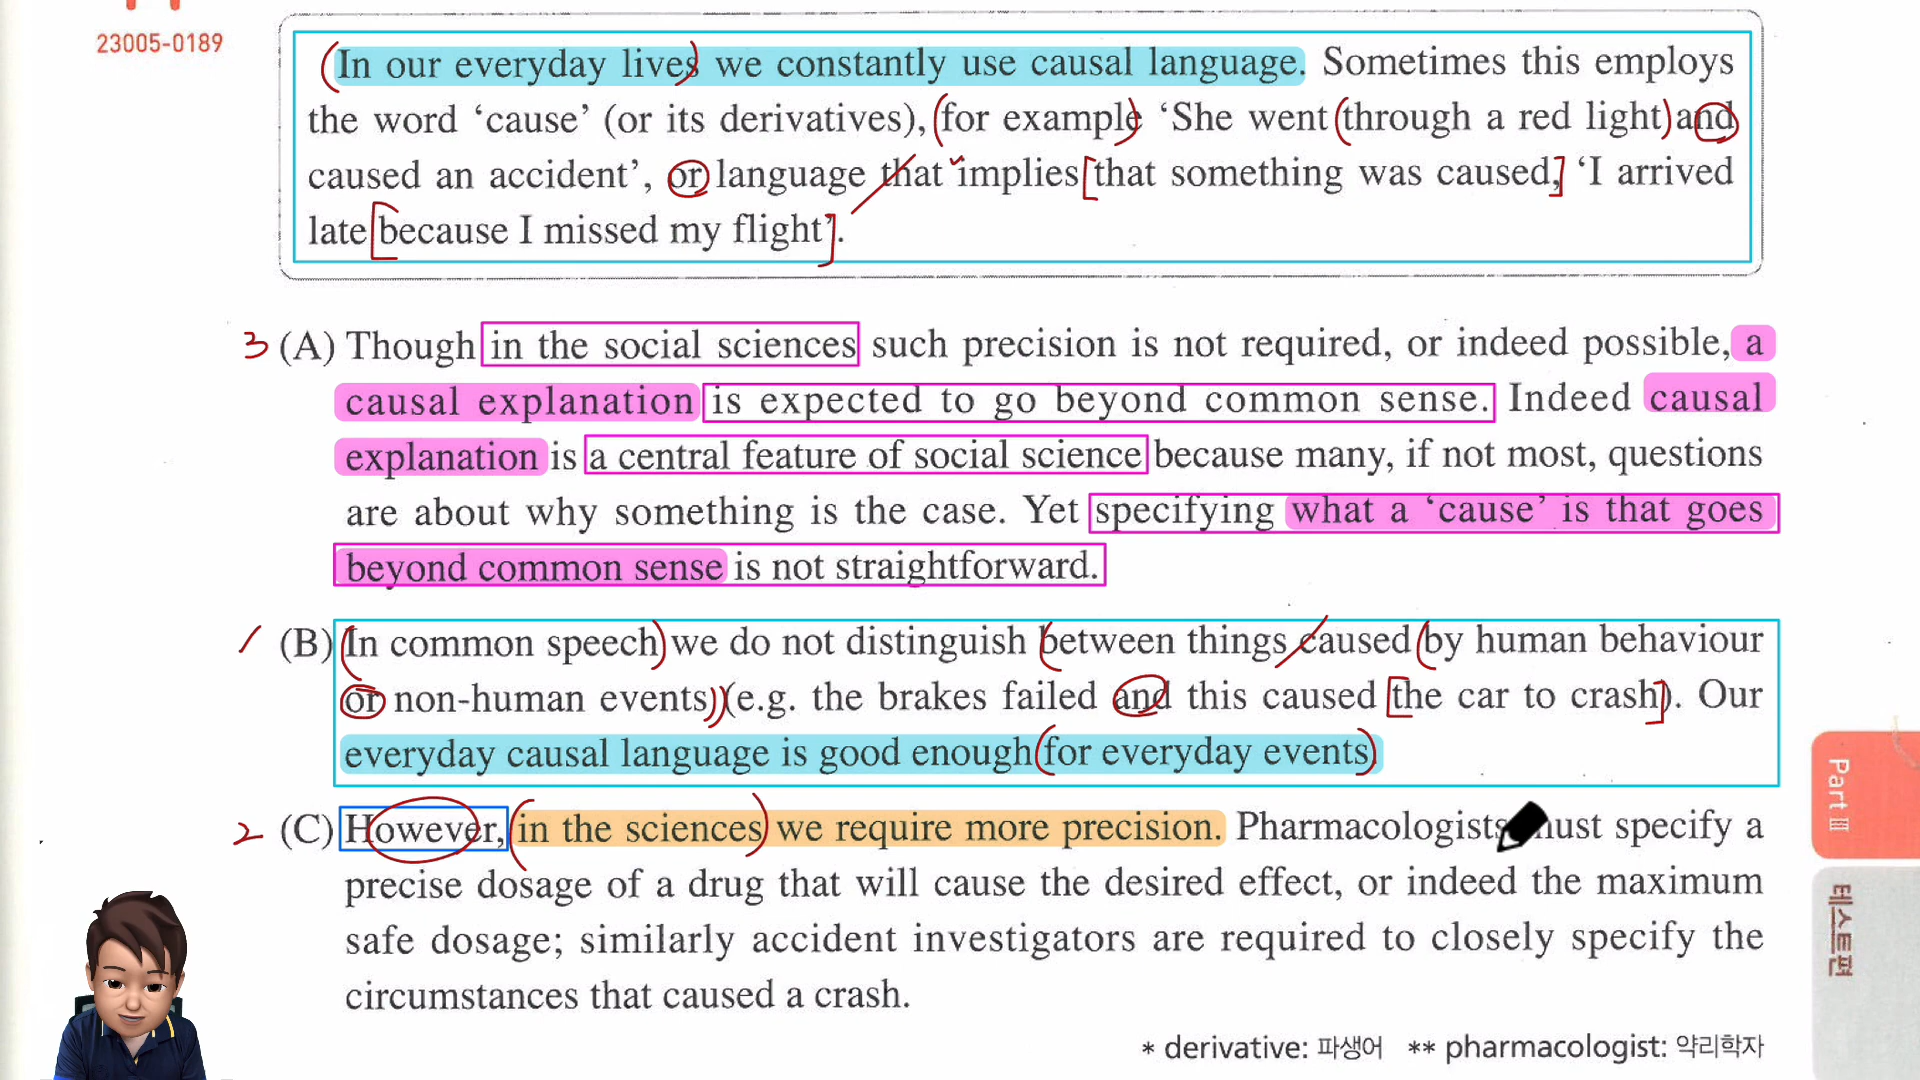 23005-0189
In our everyday lives we constantly use causal language. Sometimes this employs
the word ‘cause’ (or its derivatives), for example ‘She went through a red light and
caused an accident’, or language that implies that something was caused, ‘I arrived
late because I missed my flight’.
3 (A) Though in the social sciences such precision is not required, or indeed possible, a
causal explanation is expected to go beyond common sense. Indeed causal
explanation is a central feature of social science because many, if not most, questions
are about why something is the case. Yet specifying what a ‘cause’ is that goes
beyond common sense is not straightforward.
1 (B) In common speech we do not distinguish between things caused by human behaviour
or non-human events (e.g. the brakes failed and this caused the car to crash). Our
everyday causal language is good enough for everyday events.
2 (C) However, in the sciences we require more precision. Pharmacologists must specify a
precise dosage of a drug that will cause the desired effect, or indeed the maximum
safe dosage; similarly accident investigators are required to closely specify the
circumstances that caused a crash.
* derivative: 파생어 ** pharmacologist: 약리학자
Part Ⅲ
테스트편